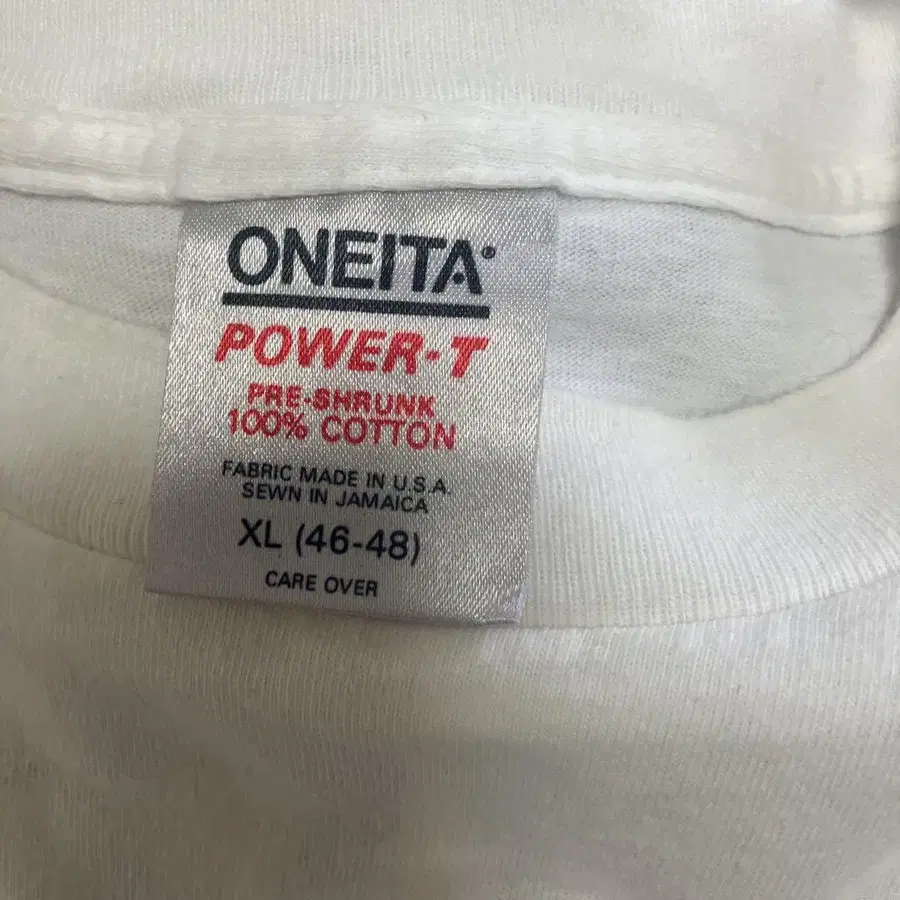 ONEITA®
POWER-T
PRE-SHRUNK
100% COTTON
FABRIC MADE IN U.S.A.
SEWN IN JAMAICA
XL (46-48)
CARE OVER